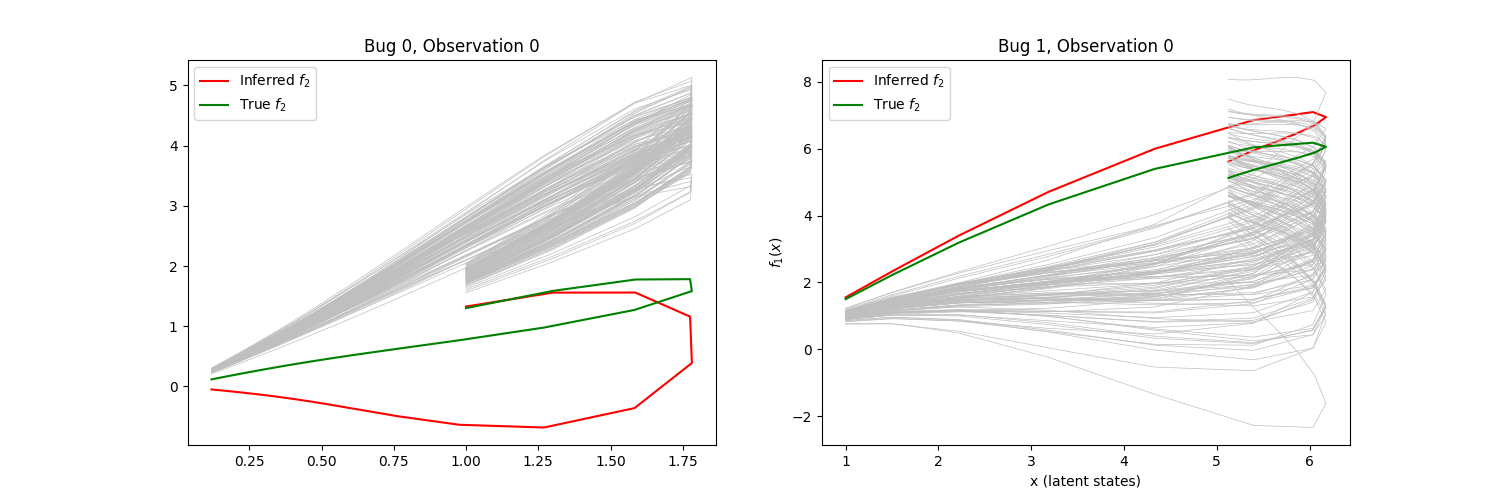 Bug 0, Observation 0
Inferred f₂
True f₂
5
4
3
2
1
0
0.25 0.50 0.75 1.00 1.25 1.50 1.75
Bug 1, Observation 0
Inferred f₂
True f₂
8
6
4
2
0
−2
f₁(x)
1 2 3 4 5 6
x (latent states)